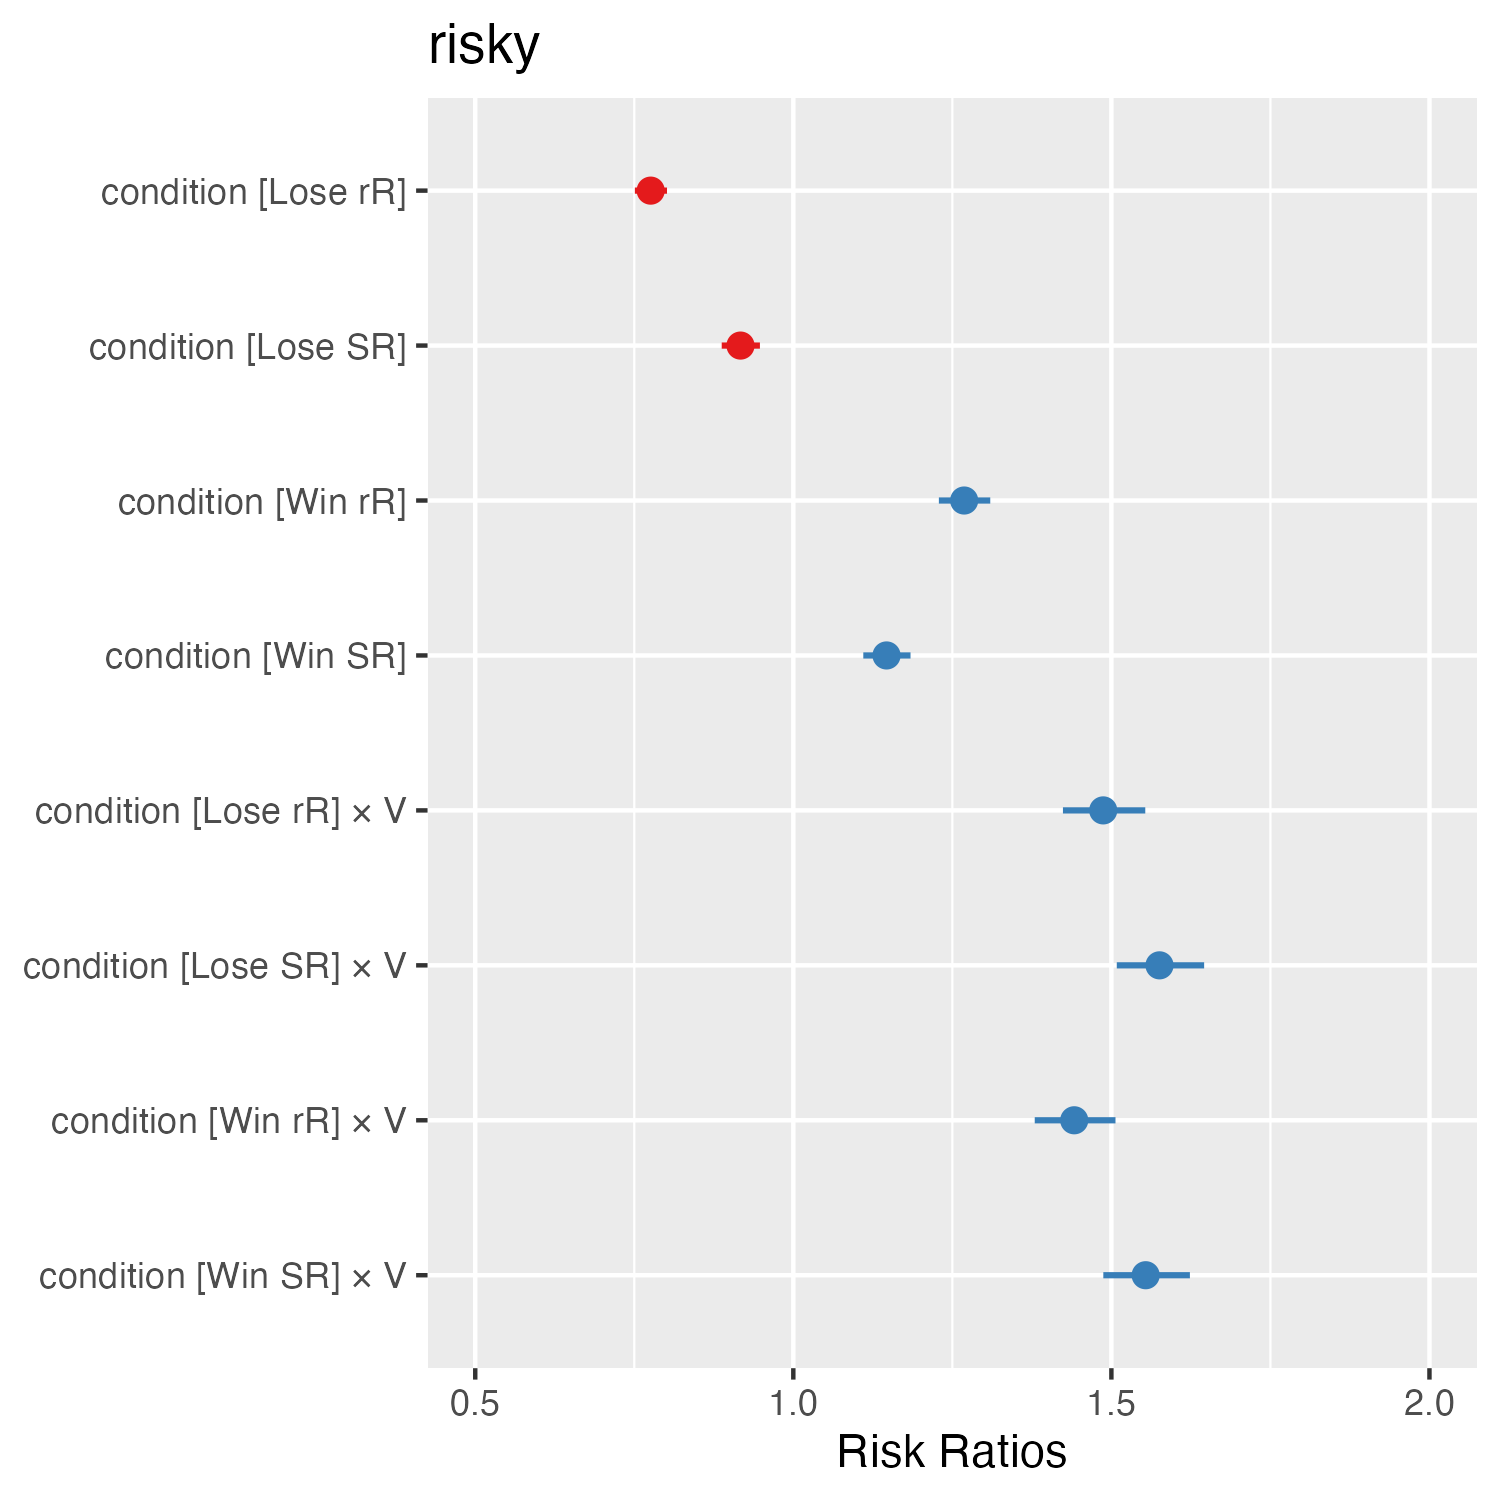 risky
condition [Lose rR]
condition [Lose SR]
condition [Win rR]
condition [Win SR]
condition [Lose rR] × V
condition [Lose SR] × V
condition [Win rR] × V
condition [Win SR] × V
0.5 1.0 1.5 2.0
Risk Ratios